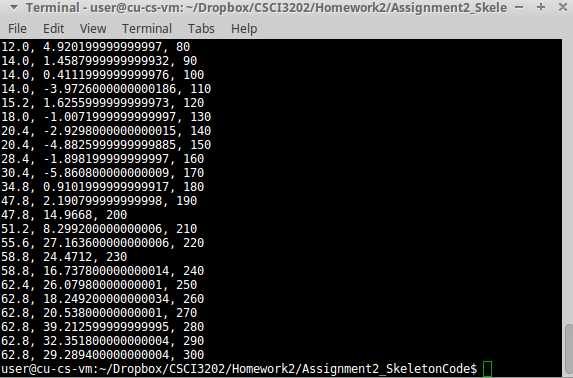 Terminal - user@cu-cs-vm: ~/Dropbox/CSCI3202/Homework2/Assignment2_Skele
File Edit View Terminal Tabs Help
12.0, 4.920199999999997, 80
14.0, 1.4587999999999932, 90
14.0, 0.4111999999999976, 100
14.0, -3.9726000000000186, 110
15.2, 1.6255999999999973, 120
18.0, -1.0071999999999997, 130
20.4, -2.9298000000000015, 140
20.4, -4.8825999999999885, 150
28.4, -1.898199999999997, 160
30.4, -5.860800000000009, 170
34.8, 0.9101999999999917, 180
47.8, 2.190799999999998, 190
47.8, 14.9668, 200
51.2, 8.299200000000006, 210
55.6, 27.163600000000006, 220
58.8, 24.4712, 230
58.8, 16.737800000000014, 240
62.4, 26.07980000000001, 250
62.8, 18.249200000000034, 260
62.8, 20.53800000000001, 270
62.8, 39.212599999999995, 280
62.8, 32.351800000000004, 290
62.8, 29.289400000000004, 300
user@cu-cs-vm:~/Dropbox/CSCI3202/Homework2/Assignment2_SkeletonCode$